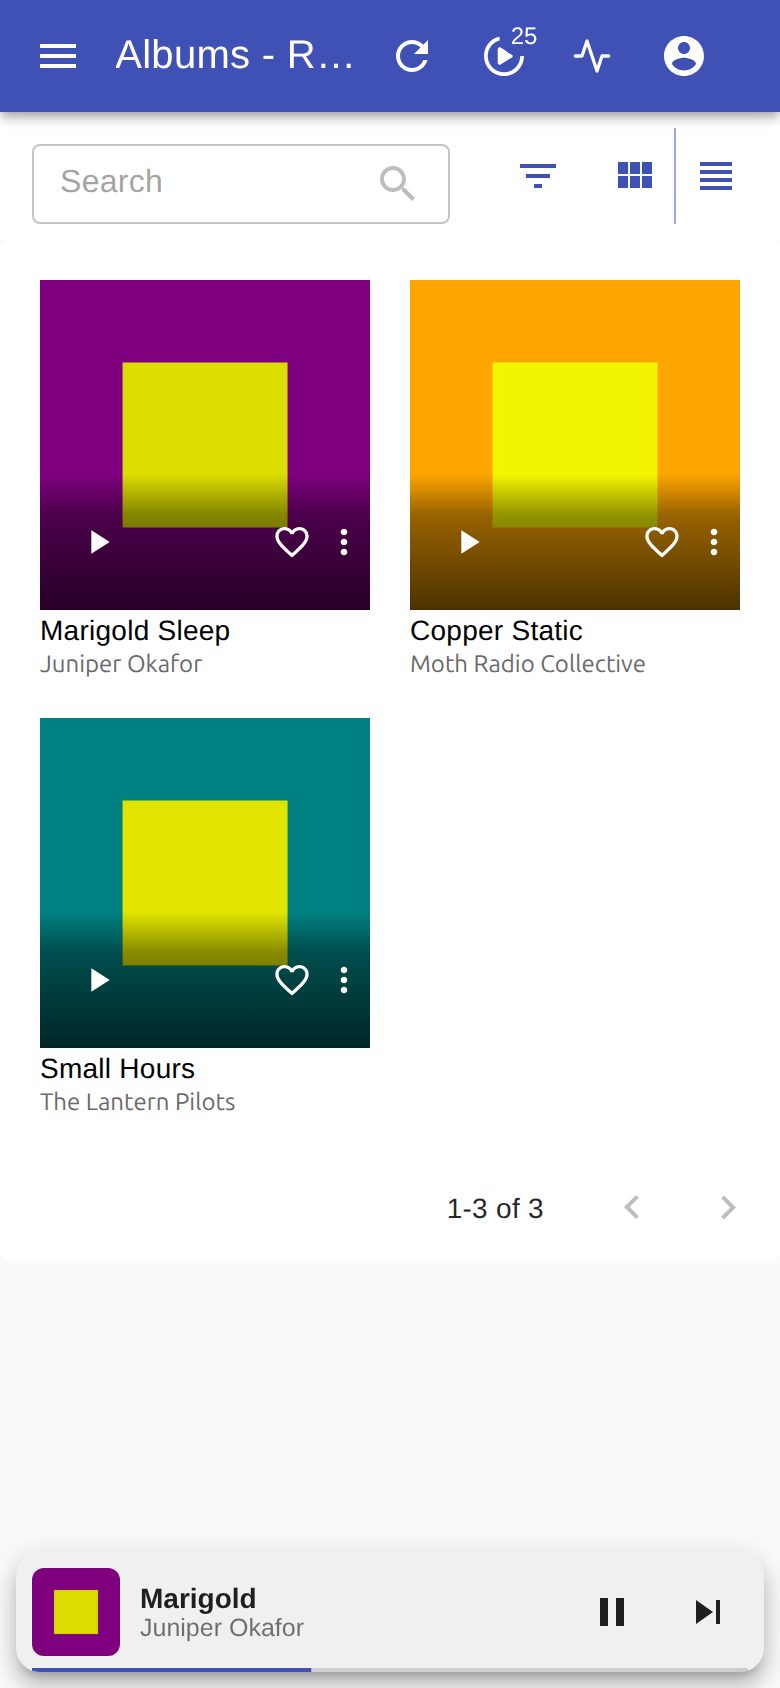 Albums - R...
25
Search
Marigold Sleep
Juniper Okafor
Copper Static
Moth Radio Collective
Small Hours
The Lantern Pilots
1-3 of 3
Marigold
Juniper Okafor